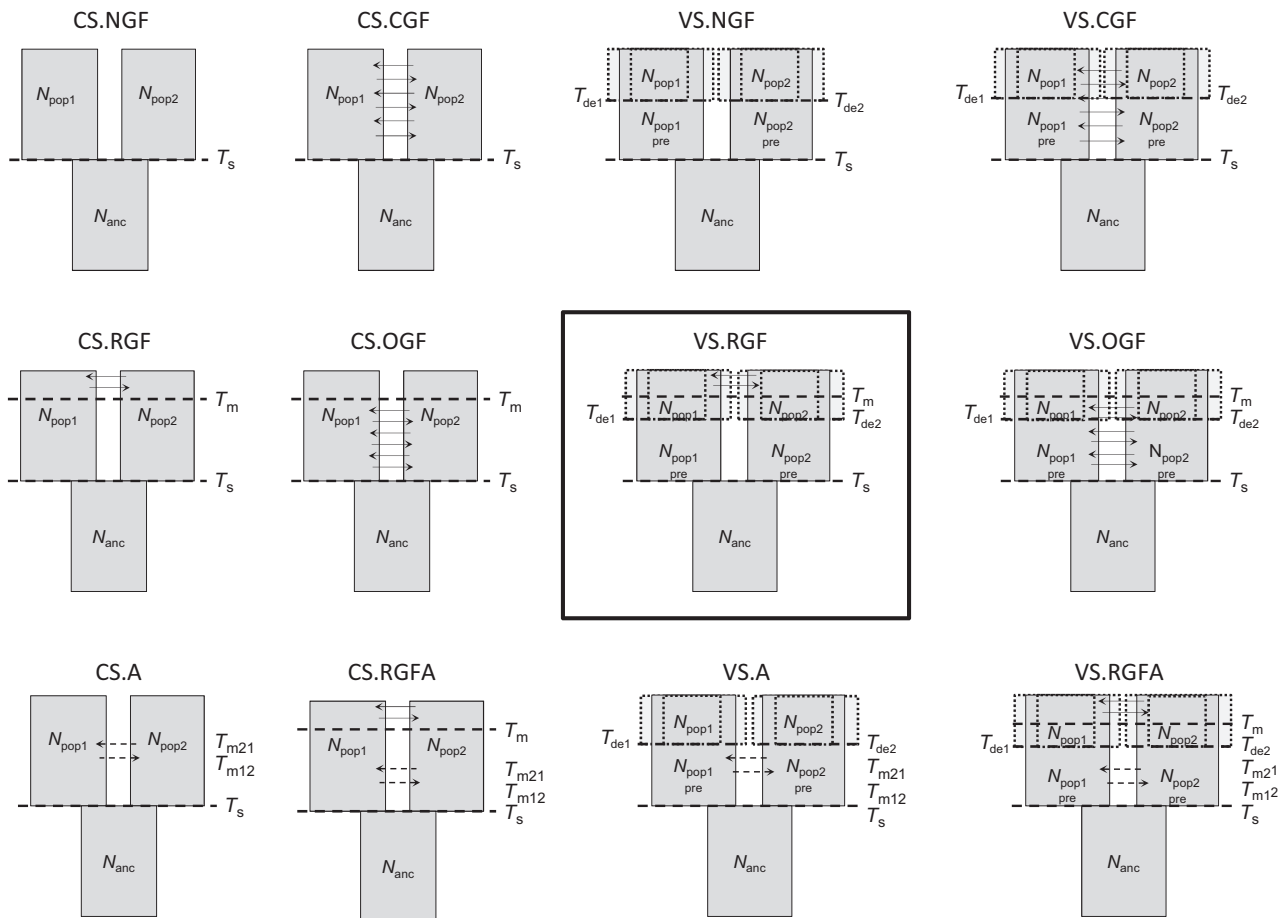 CS.NGF
CS.CGF
VS.NGF
VS.CGF
Npop1
Npop2
Ts
Nanc
Npop1
Npop2
Ts
Nanc
Npop1
Npop2
Tde1
Tde2
Npop1
pre
Npop2
pre
Ts
Nanc
Npop1
Npop2
Tde1
Tde2
Npop1
pre
Npop2
pre
Ts
Nanc
CS.RGF
CS.OGF
VS.RGF
VS.OGF
Tm
Npop1
Npop2
Ts
Nanc
Npop1
Npop2
Ts
Nanc
Tm
Npop1
Npop2
Tde1
Tde2
Npop1
pre
Npop2
pre
Ts
Nanc
Tm
Npop1
Npop2
Tde1
Tde2
Npop1
pre
Npop2
pre
Ts
Nanc
CS.A
CS.RGFA
VS.A
VS.RGFA
Npop1
Npop2
Tm21
Tm12
Ts
Nanc
Tm
Npop1
Npop2
Tm21
Tm12
Ts
Nanc
Npop1
Npop2
Tde1
Tde2
Npop1
pre
Npop2
pre
Tm21
Tm12
Ts
Nanc
Tm
Npop1
Npop2
Tde1
Tde2
Npop1
pre
Npop2
pre
Tm21
Tm12
Ts
Nanc